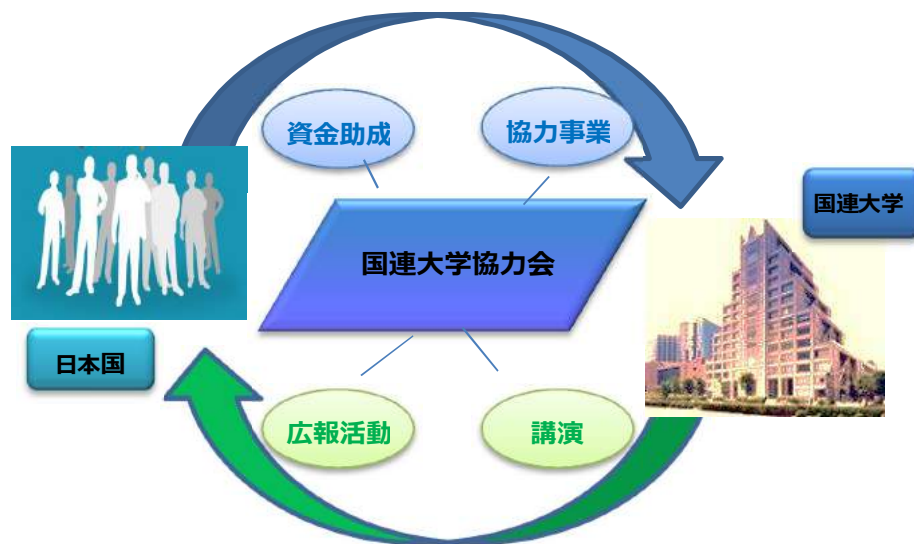 資金助成
協力事業
国連大学
国連大学協力会
日本国
広報活動
講演